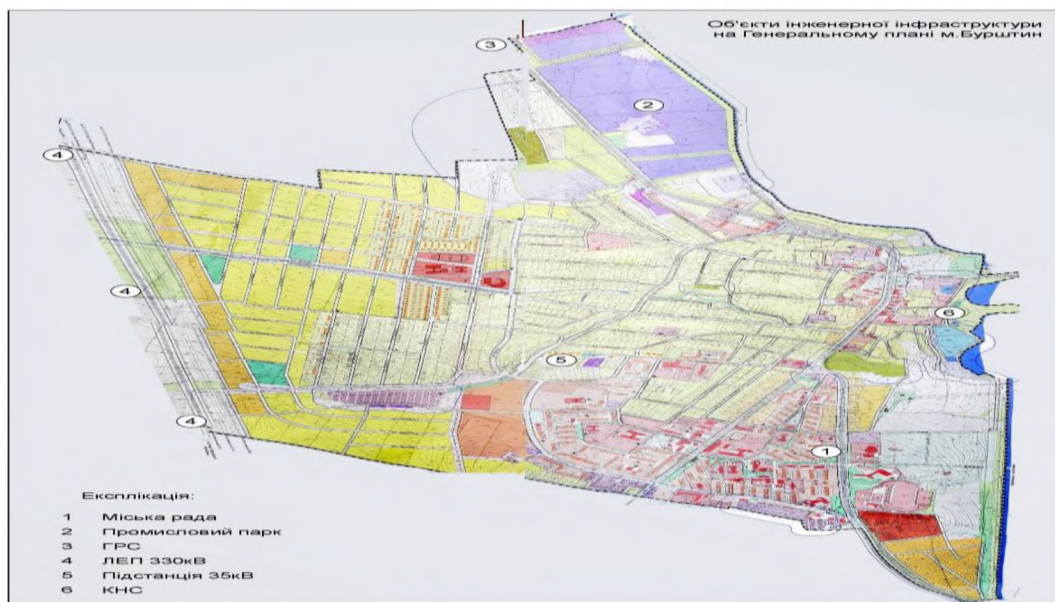 Об'єкти інженерної інфраструктури
на Генеральному плані м.Бурштин
3
2
4
4
6
5
4
1
Експлікація:
1 Міська рада
2 Промисловий парк
3 ГРС
4 ЛЕП 330кВ
5 Підстанція 35кВ
6 КНС